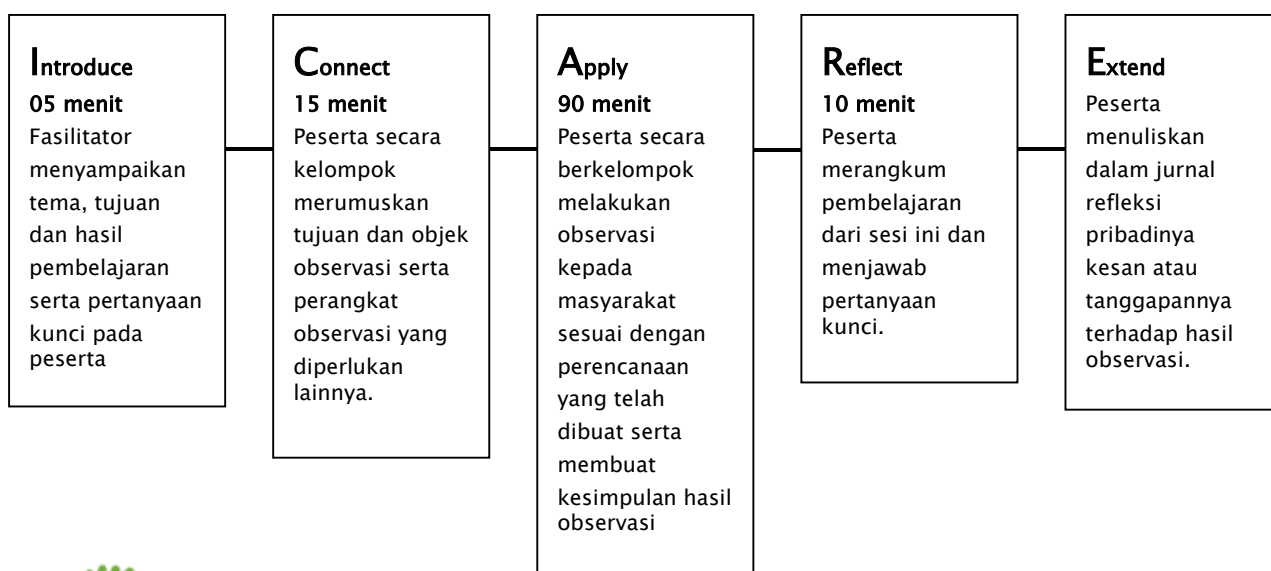 Introduce
05 menit
Fasilitator
menyampaikan
tema, tujuan
dan hasil
pembelajaran
serta pertanyaan
kunci pada
peserta
Connect
15 menit
Peserta secara
kelompok
merumuskan
tujuan dan objek
observasi serta
perangkat
observasi yang
diperlukan
lainnya.
Apply
90 menit
Peserta secara
berkelompok
melakukan
observasi
kepada
masyarakat
sesuai dengan
perencanaan
yang telah
dibuat serta
membuat
kesimpulan hasil
observasi
Reflect
10 menit
Peserta
merangkum
pembelajaran
dari sesi ini dan
menjawab
pertanyaan
kunci.
Extend
Peserta
menuliskan
dalam jurnal
refleksi
pribadinya
kesan atau
tanggapannya
terhadap hasil
observasi.